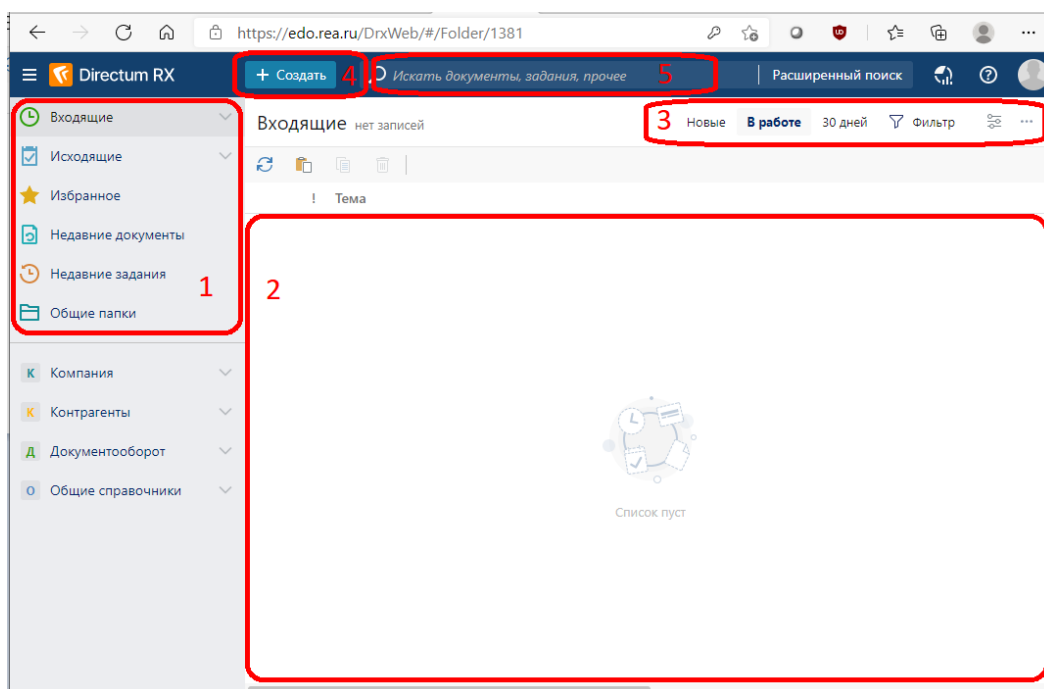 https://edo.rea.ru/DrxWeb/#/Folder/1381
Directum RX
+ Создать 4 Искать документы, задания, прочее 5 Расширенный поиск
Входящие
Исходящие
Избранное
Недавние документы
Недавние задания
1
Общие папки
К Компания
К Контрагенты
Д Документооборот
О Общие справочники
Входящие нет записей 3 Новые В работе 30 дней Фильтр
! Тема
2
Список пуст